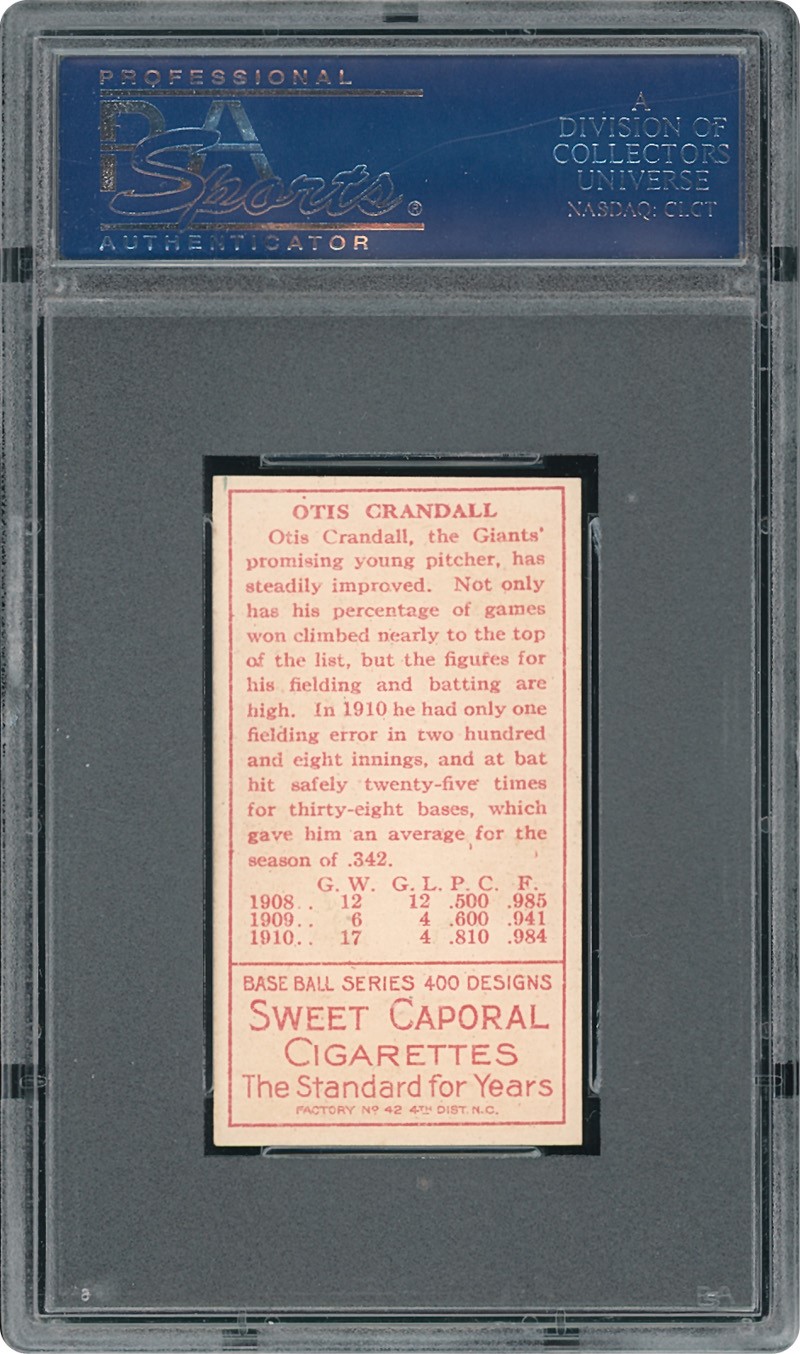 PROFESSIONAL
PSA
Sports®
AUTHENTICATOR
A
DIVISION OF
COLLECTORS
UNIVERSE
NASDAQ: CLCT
OTIS CRANDALL
Otis Crandall, the Giants'
promising young pitcher, has
steadily improved. Not only
has his percentage of games
won climbed nearly to the top
of the list, but the figures for
his fielding and batting are
high. In 1910 he had only one
fielding error in two hundred
and eight innings, and at bat
hit safely twenty-five times
for thirty-eight bases, which
gave him an average for the
season of .342.
G. W. G. L. P. C. F.
1908.. 12 12 .500 .985
1909.. 6 4 .600 .941
1910.. 17 4 .810 .984
BASE BALL SERIES 400 DESIGNS
SWEET CAPORAL
CIGARETTES
The Standard for Years
FACTORY Nº 42 4TH DIST. N.C.
PSA